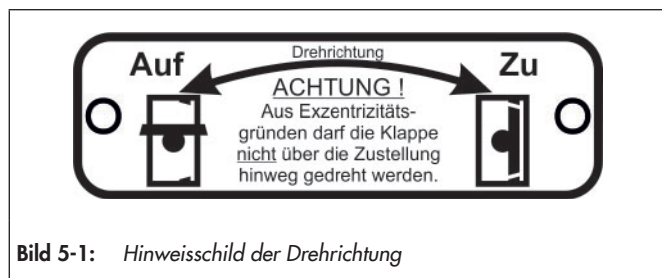 Drehrichtung
Auf Zu
ACHTUNG !
Aus Exzentrizitäts-
gründen darf die Klappe
nicht über die Zustellung
hinweg gedreht werden.
Bild 5-1: Hinweisschild der Drehrichtung